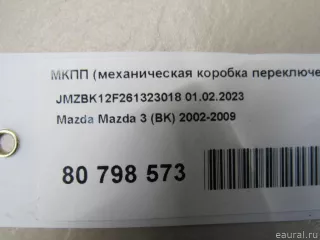 МКПП (механическая коробка переключе
JMZBK12F261323018 01.02.2023
Mazda Mazda 3 (BK) 2002-2009
80 798 573
eaural.ru